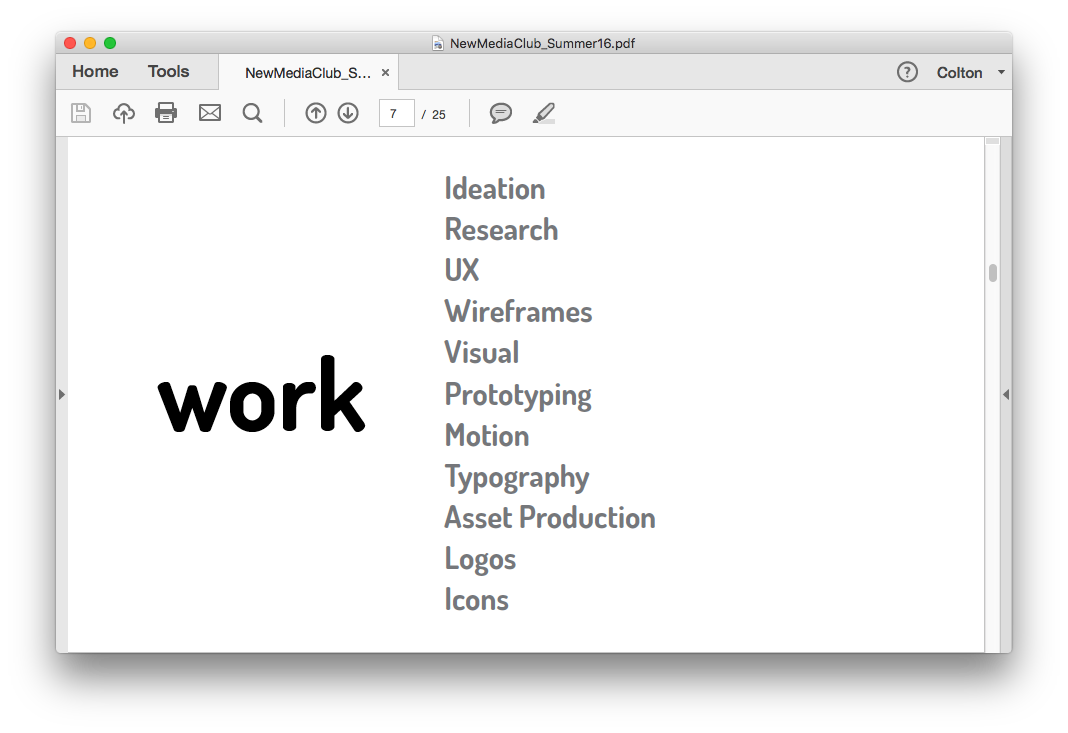 NewMediaClub_Summer16.pdf
Home Tools NewMediaClub_S... × ? Colton
7 / 25
work
Ideation
Research
UX
Wireframes
Visual
Prototyping
Motion
Typography
Asset Production
Logos
Icons